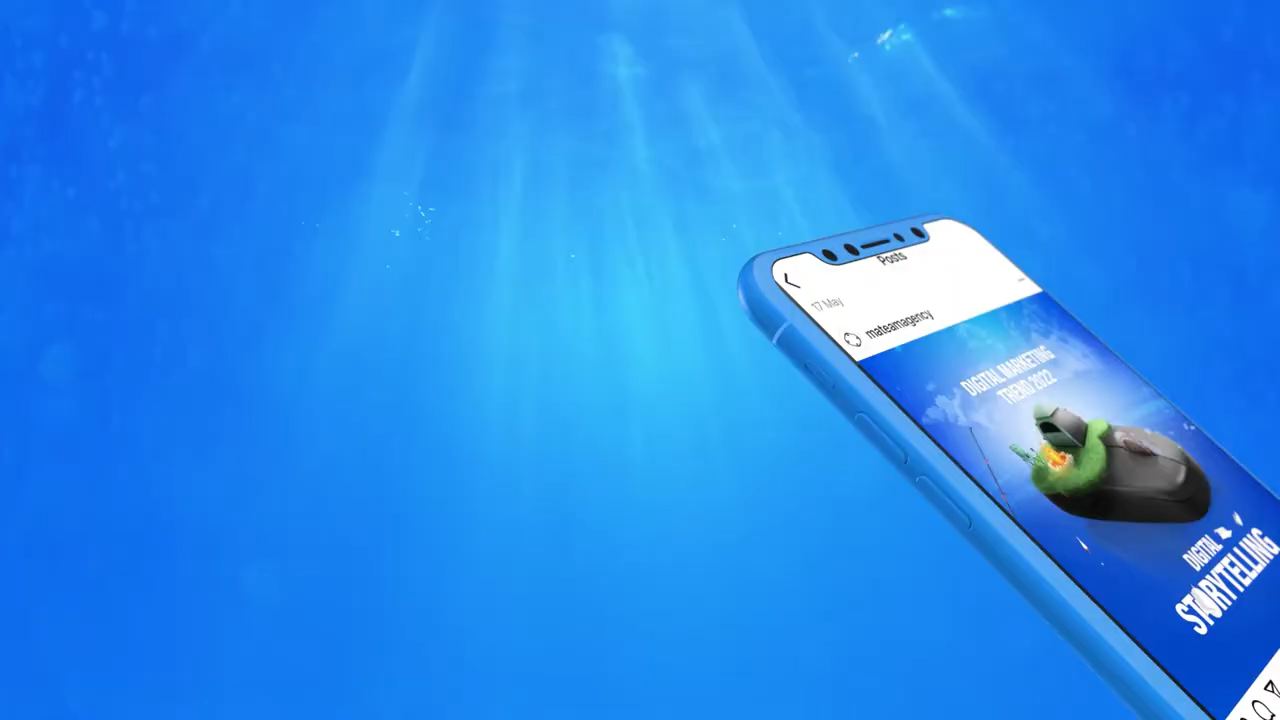 Posts
17 May
mateamagency
DIGITAL MARKETING
TREND 2022
DIGITAL
STORYTELLING